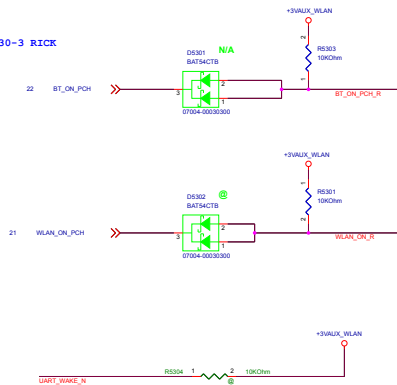 +3VAUX_WLAN
30-3 RICK
D5301
N/A
BAT54CTB
2
R5303
10KOhm
1
22
BT_ON_PCH
3
2
1
BT_ON_PCH_R
07004-00030300
+3VAUX_WLAN
D5302
@
BAT54CTB
1
R5301
10KOhm
2
21
WLAN_ON_PCH
3
2
1
WLAN_ON_R
07004-00030300
+3VAUX_WLAN
R5304
1
2
10KOhm
UART_WAKE_N
@